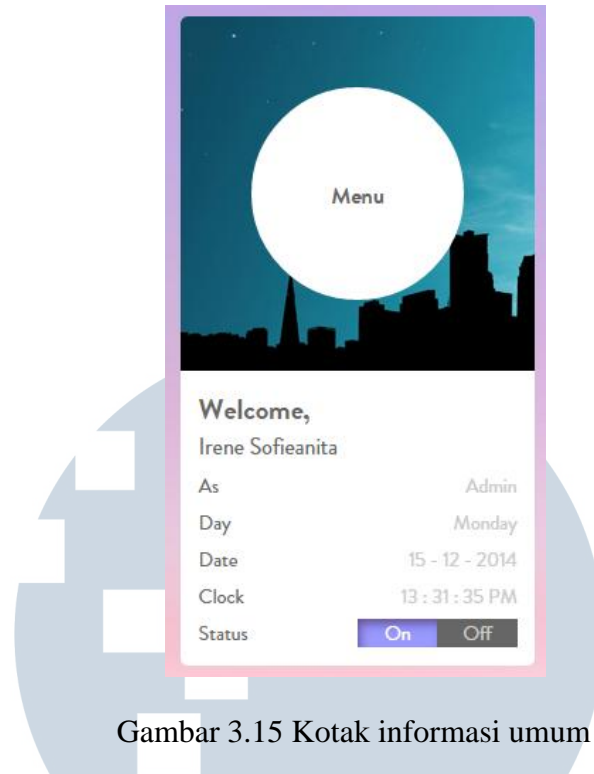 Menu
Welcome,
Irene Sofieanita
As Admin
Day Monday
Date 15 - 12 - 2014
Clock 13 : 31 : 35 PM
Status On Off
Gambar 3.15 Kotak informasi umum